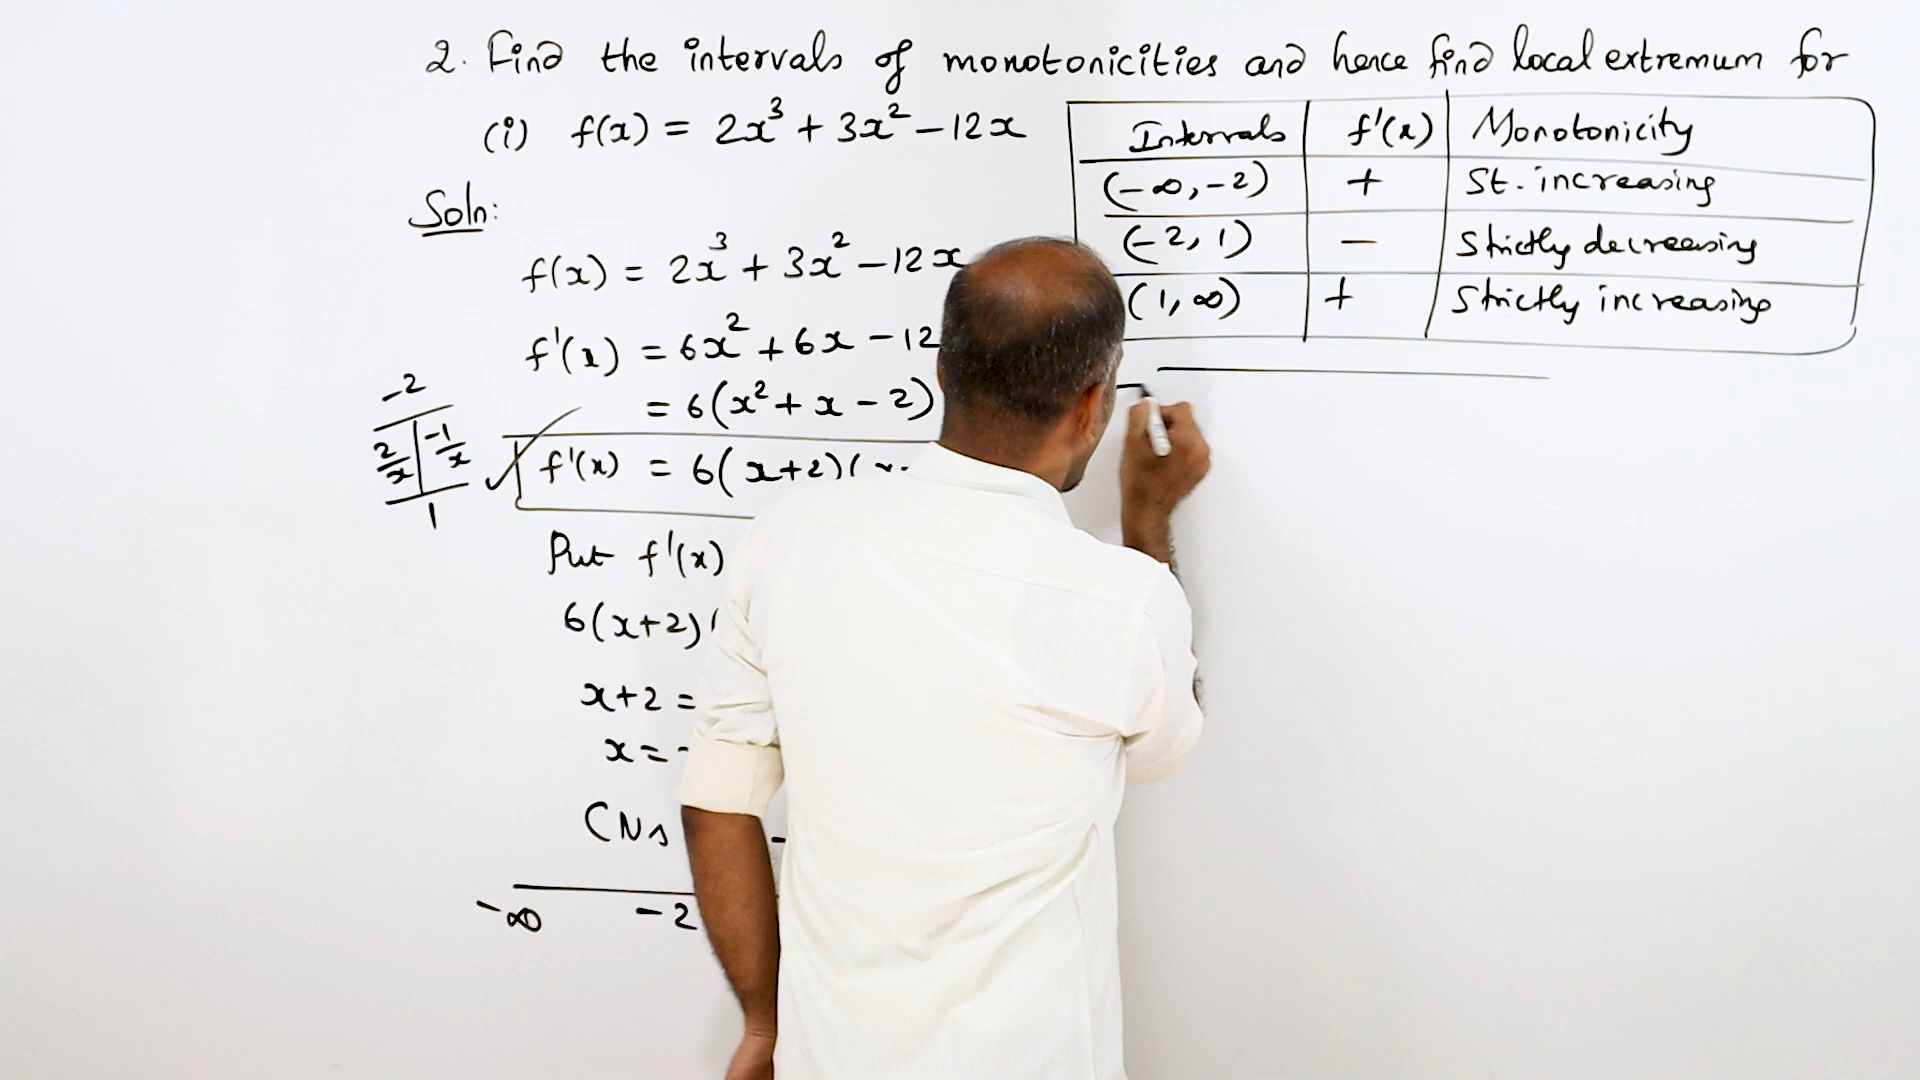 2. Find the intervals of monotonicities and hence find local extremum for
(i) f(x) = 2x³ + 3x² − 12x
Soln:
f(x) = 2x³ + 3x² − 12x
f'(x) = 6x² + 6x − 12
= 6(x² + x − 2)
f'(x) = 6(x+2)(
-2
2/x | -1/x
1
Put f'(x)
6(x+2)(
x+2 =
x = -
CNs
-∞ -2
Intervals f'(x) Monotonicity
(-∞, -2) + St. increasing
(-2, 1) − Strictly decreasing
(1, ∞) + Strictly increasing